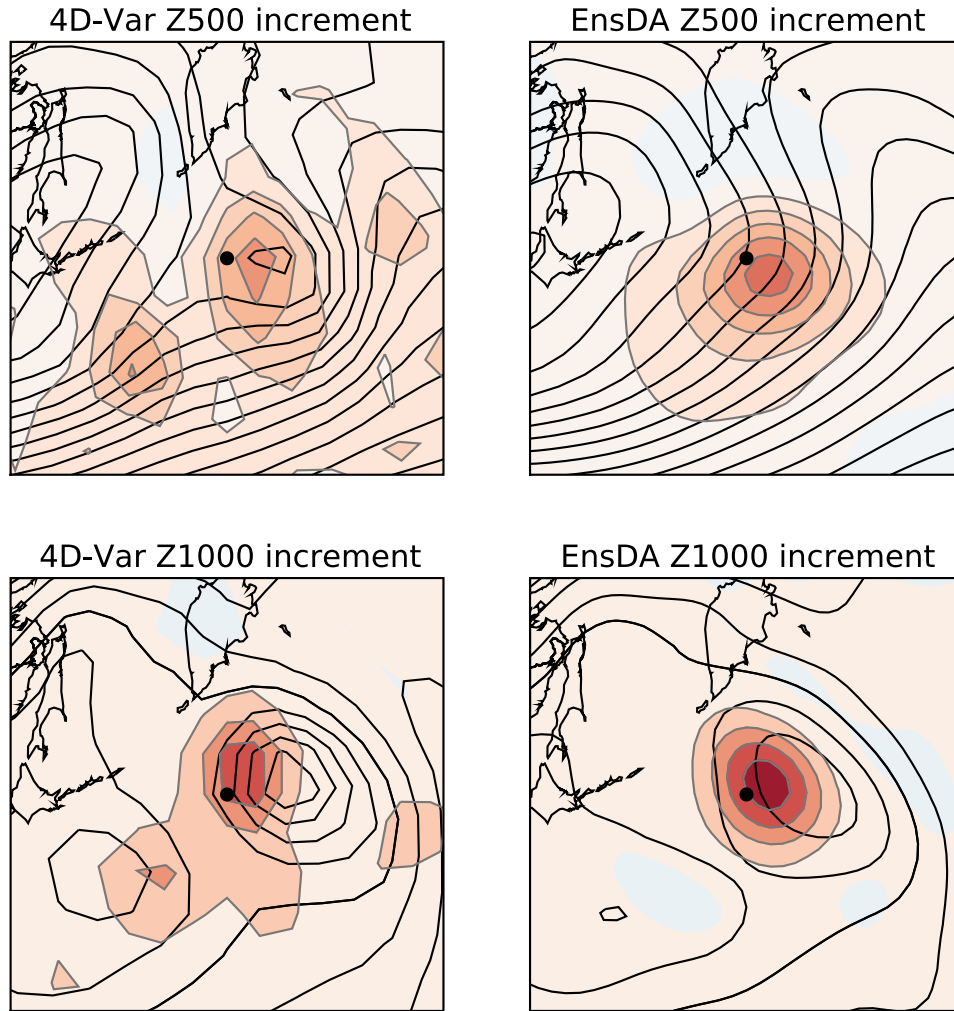 4D-Var Z500 increment
EnsDA Z500 increment
4D-Var Z1000 increment
EnsDA Z1000 increment